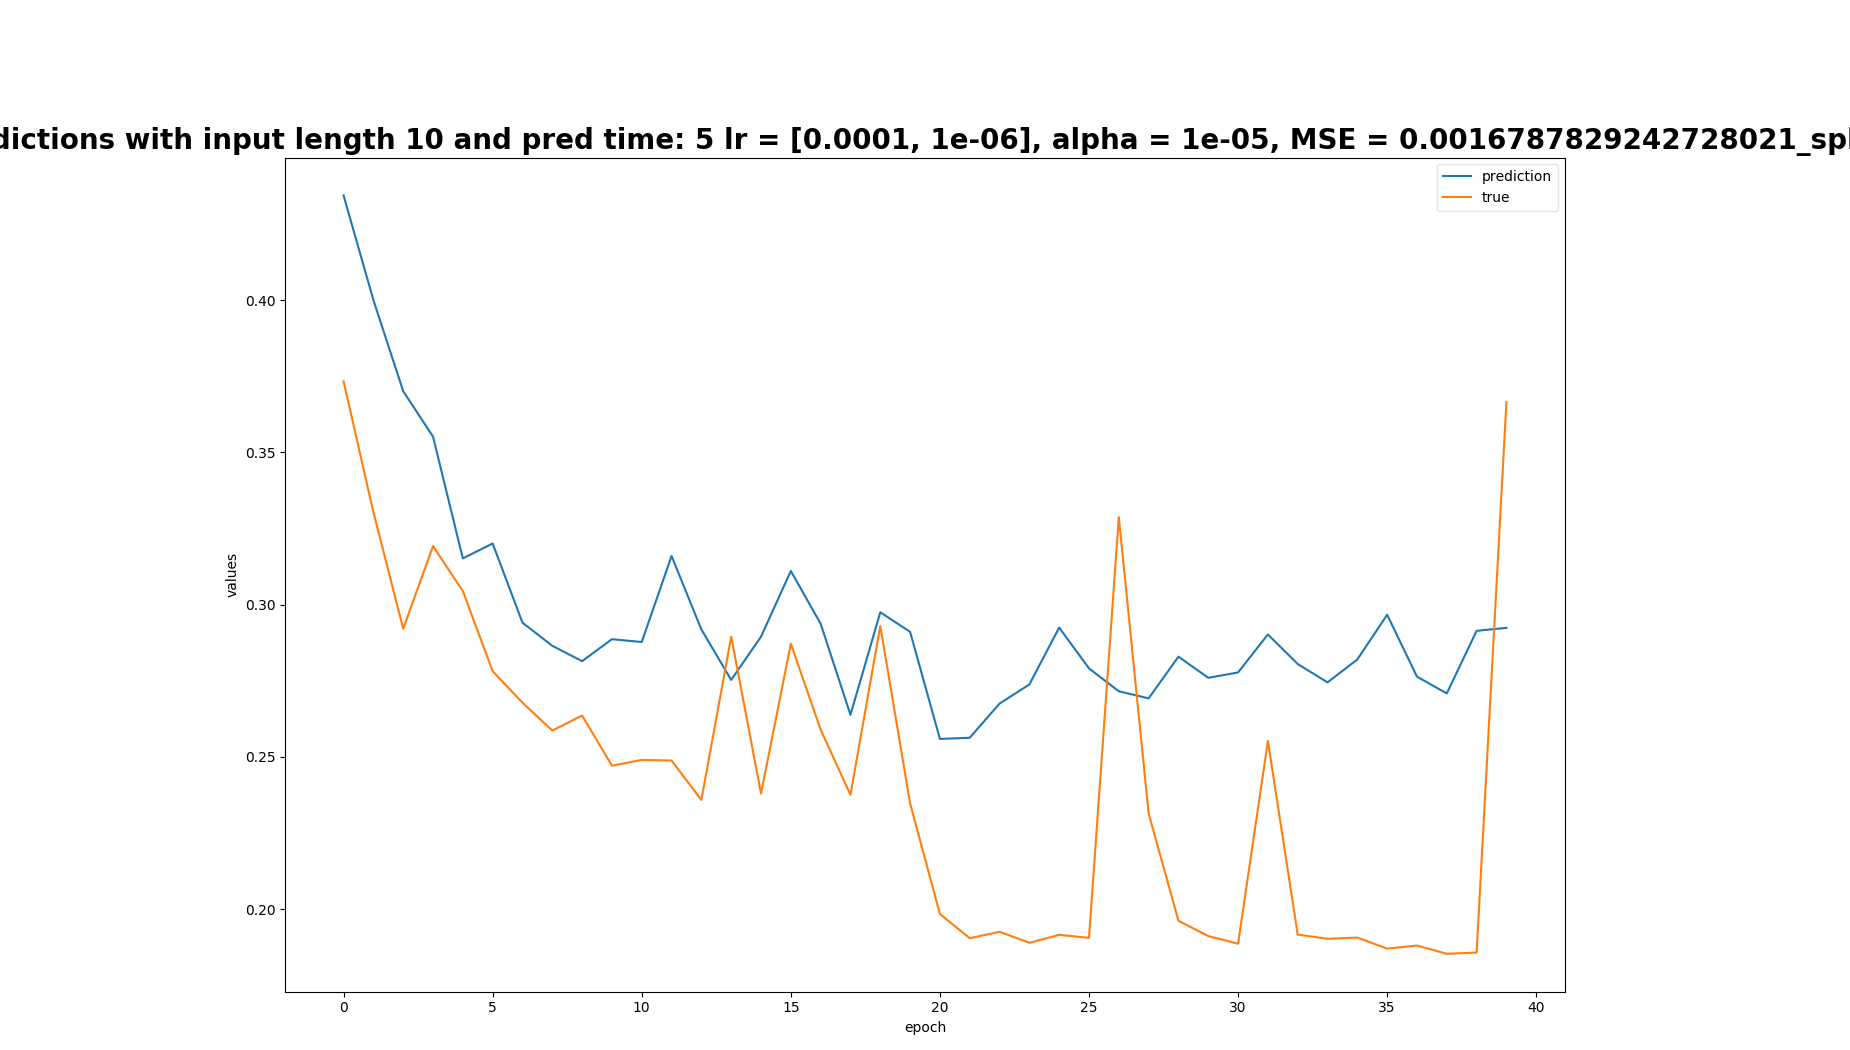 dictions with input length 10 and pred time: 5 lr = [0.0001, 1e-06], alpha = 1e-05, MSE = 0.0016787829242728021_spl
prediction
true
0.40
0.35
0.30
0.25
0.20
values
0 5 10 15 20 25 30 35 40
epoch